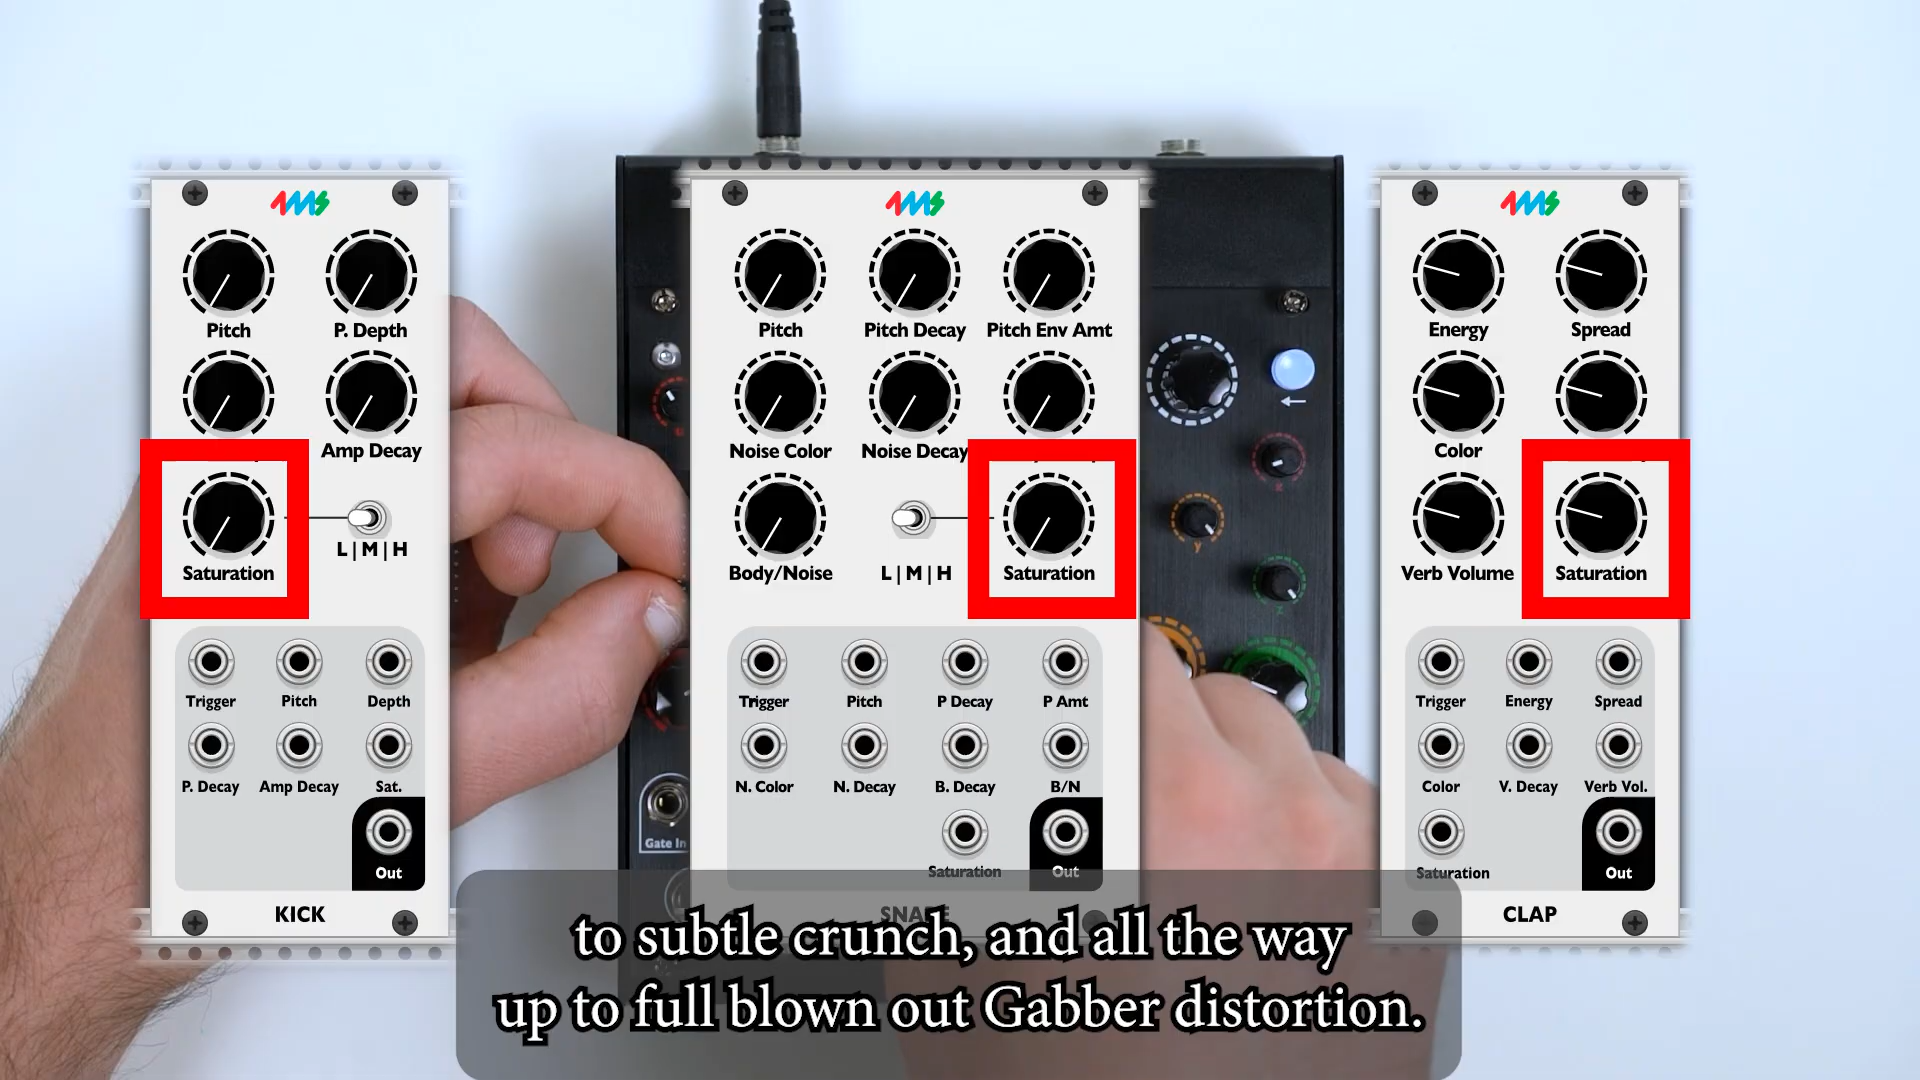 4MS
Pitch
P. Depth
Amp Decay
Saturation
L | M | H
Trigger
Pitch
Depth
P. Decay
Amp Decay
Sat.
Out
KICK
4MS
Pitch
Pitch Decay
Pitch Env Amt
Noise Color
Noise Decay
Body/Noise
L | M | H
Saturation
Trigger
Pitch
P Decay
P Amt
N. Color
N. Decay
B. Decay
B/N
Saturation
Out
SNARE
4MS
Energy
Spread
Color
Verb Volume
Saturation
Trigger
Energy
Spread
Color
V. Decay
Verb Vol.
Saturation
Out
CLAP
y
Gate In
to subtle crunch, and all the way
up to full blown out Gabber distortion.